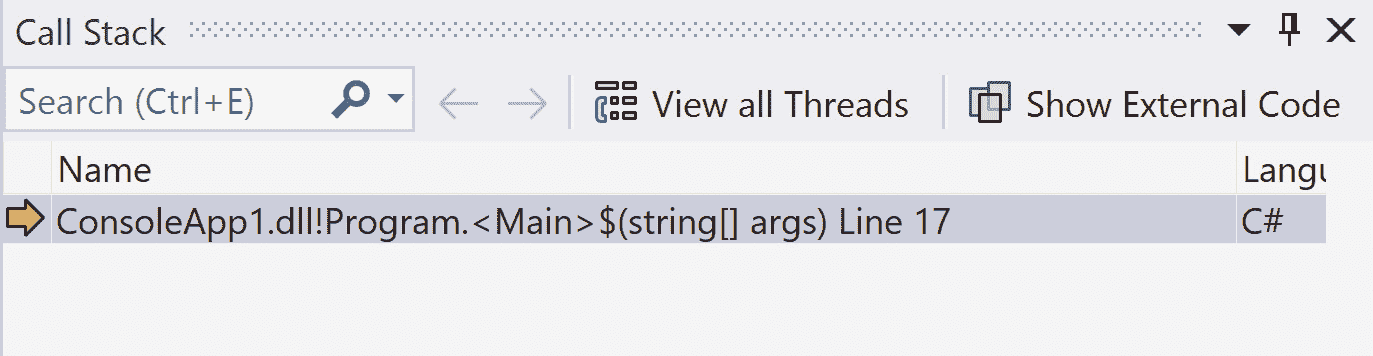 Call Stack
Search (Ctrl+E) View all Threads Show External Code
Name Langu
ConsoleApp1.dll!Program.<Main>$(string[] args) Line 17 C#